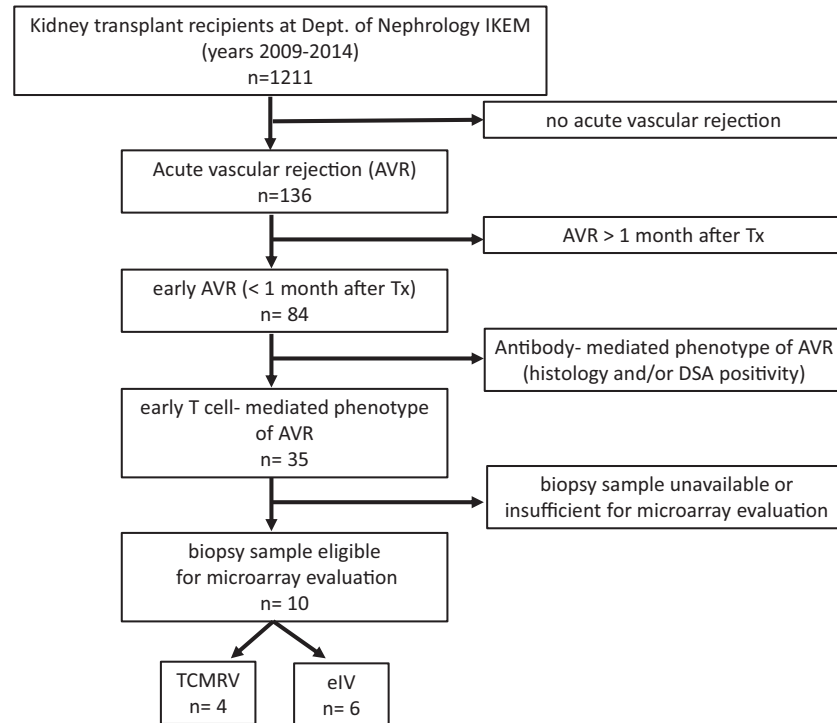 Kidney transplant recipients at Dept. of Nephrology IKEM
(years 2009-2014)
n=1211
no acute vascular rejection
Acute vascular rejection (AVR)
n=136
AVR > 1 month after Tx
early AVR (< 1 month after Tx)
n= 84
Antibody- mediated phenotype of AVR
(histology and/or DSA positivity)
early T cell- mediated phenotype
of AVR
n= 35
biopsy sample unavailable or
insufficient for microarray evaluation
biopsy sample eligible
for microarray evaluation
n= 10
TCMRV
n= 4
eIV
n= 6